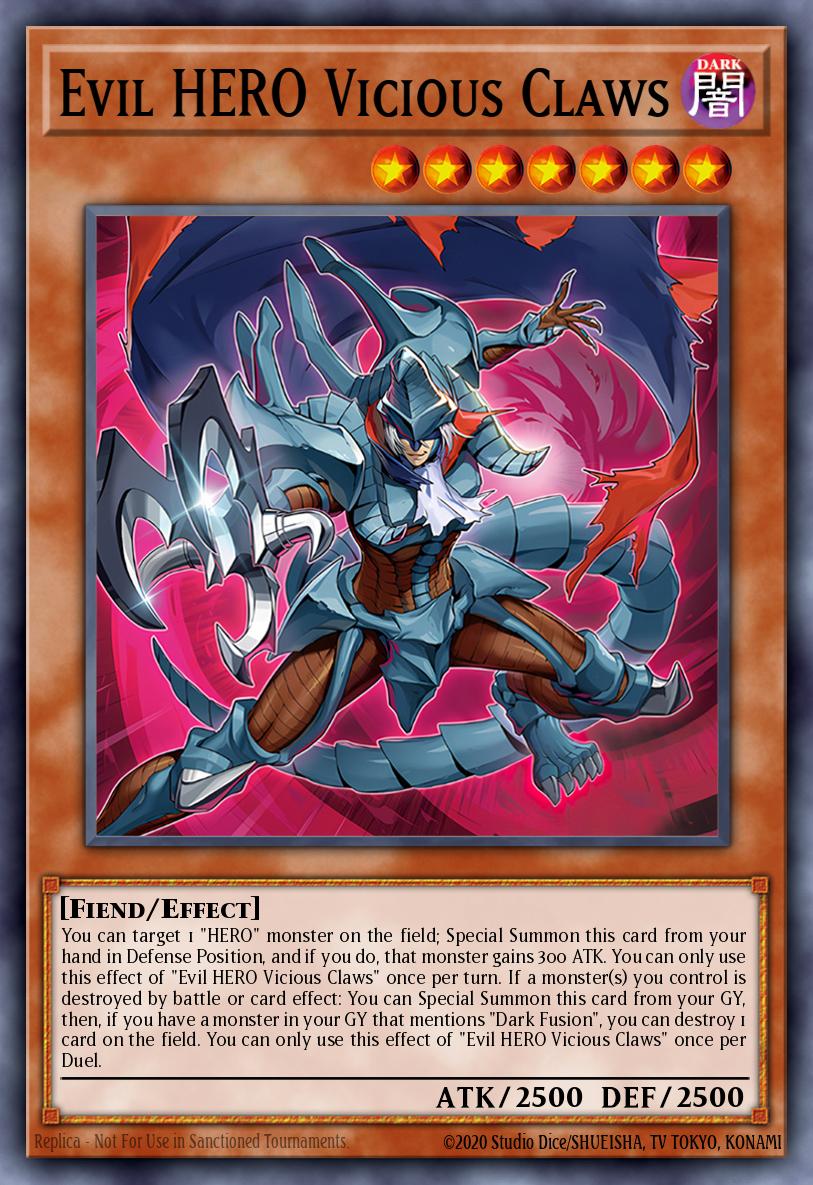 Evil HERO Vicious Claws
DARK
闇
[Fiend/Effect]
You can target 1 "HERO" monster on the field; Special Summon this card from your
hand in Defense Position, and if you do, that monster gains 300 ATK. You can only use
this effect of "Evil HERO Vicious Claws" once per turn. If a monster(s) you control is
destroyed by battle or card effect: You can Special Summon this card from your GY,
then, if you have a monster in your GY that mentions "Dark Fusion", you can destroy 1
card on the field. You can only use this effect of "Evil HERO Vicious Claws" once per
Duel.
ATK/2500 DEF/2500
Replica - Not For Use in Sanctioned Tournaments.
©2020 Studio Dice/SHUEISHA, TV TOKYO, KONAMI